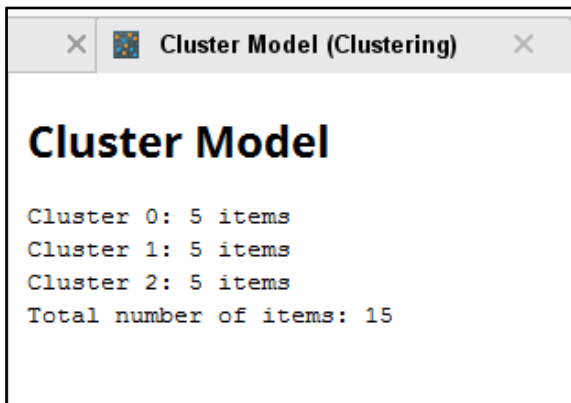 Cluster Model (Clustering)
Cluster Model
Cluster 0: 5 items
Cluster 1: 5 items
Cluster 2: 5 items
Total number of items: 15